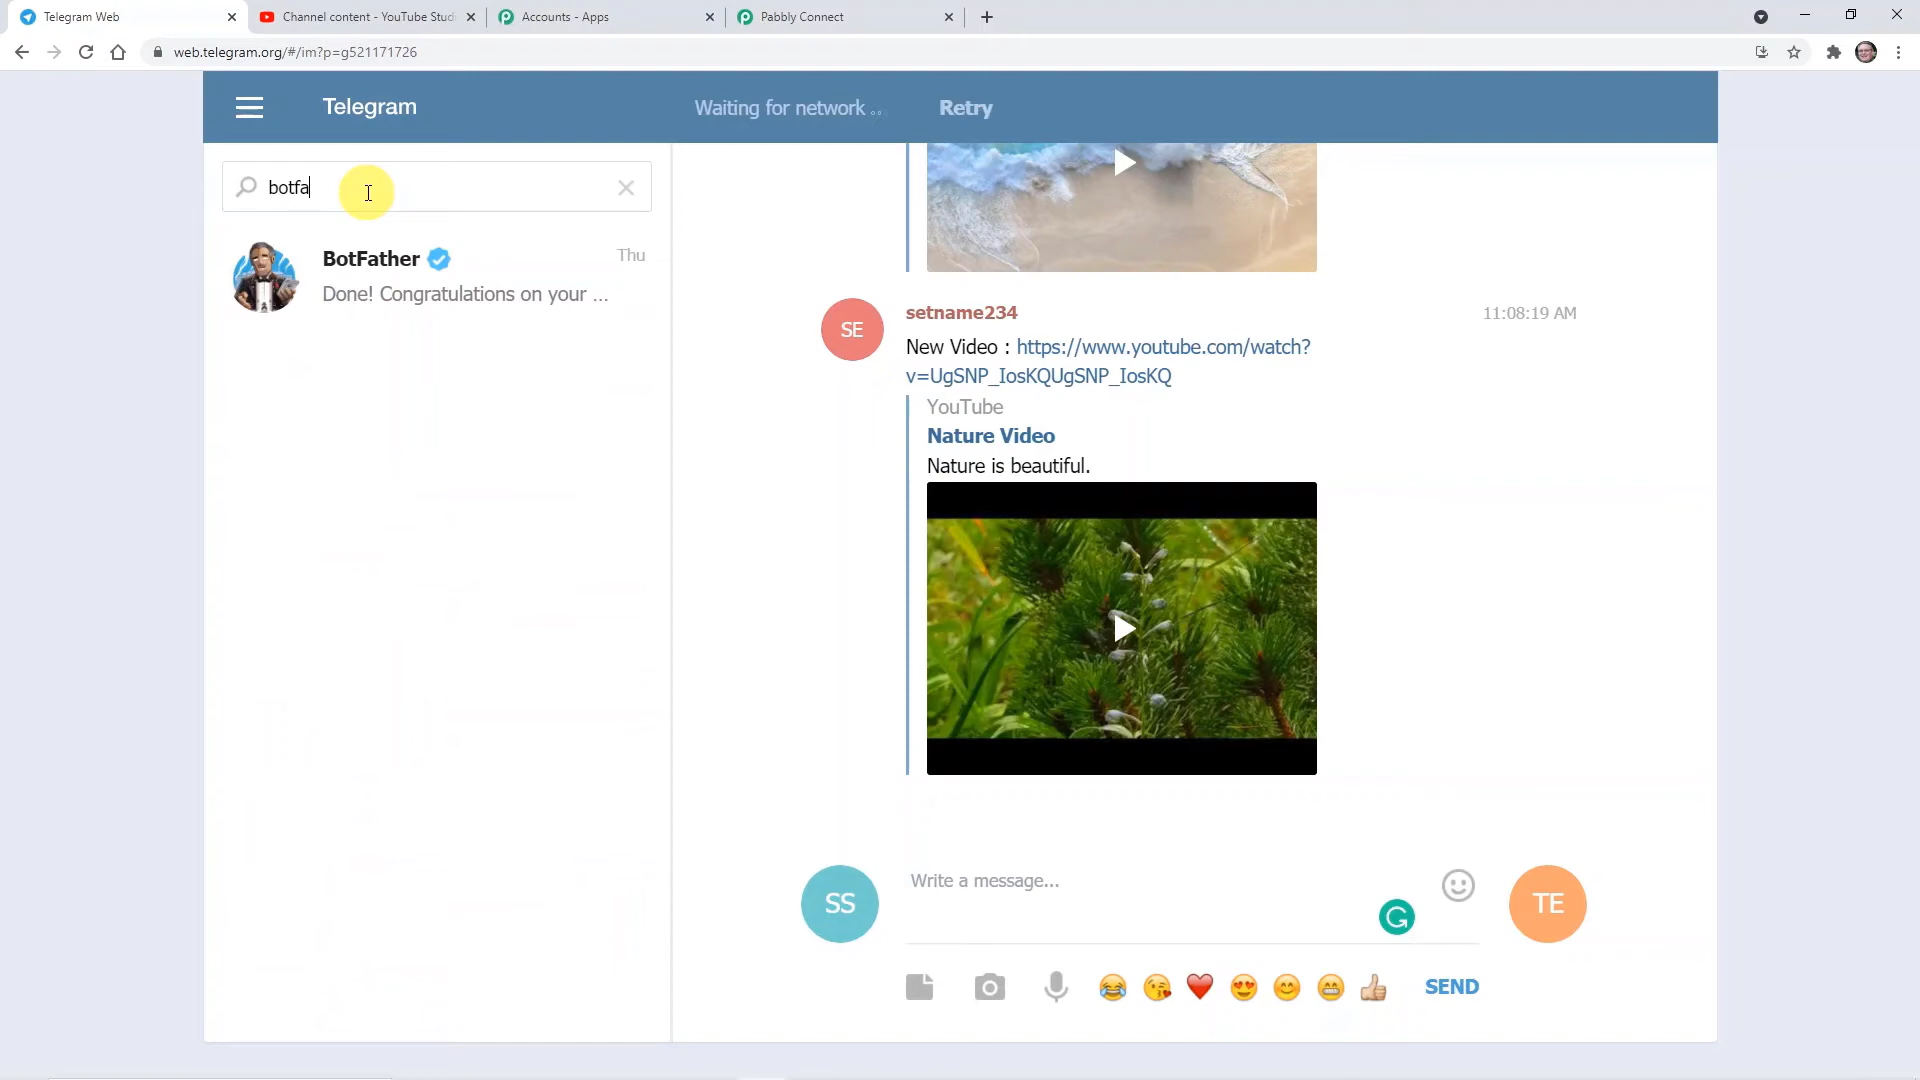 Telegram Web
Channel content - YouTube Stud
Accounts - Apps
Pabbly Connect
web.telegram.org/#/im?p=g521171726
Telegram
Waiting for network ..
Retry
botfa
BotFather
Thu
Done! Congratulations on your ...
SE
setname234
11:08:19 AM
New Video : https://www.youtube.com/watch?
v=UgSNP_IosKQUgSNP_IosKQ
YouTube
Nature Video
Nature is beautiful.
SS
Write a message...
TE
SEND